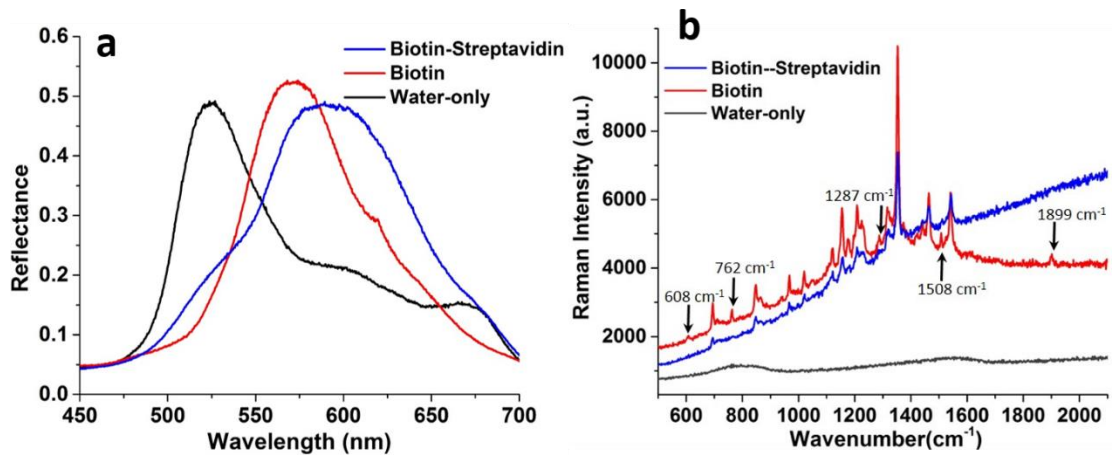 a
0.6
0.5
0.4
0.3
0.2
0.1
0.0
Reflectance
Biotin-Streptavidin
Biotin
Water-only
450 500 550 600 650 700
Wavelength (nm)
b
10000
8000
6000
4000
2000
Raman Intensity (a.u.)
Biotin--Streptavidin
Biotin
Water-only
608 cm-1
762 cm-1
1287 cm-1
1508 cm-1
1899 cm-1
600 800 1000 1200 1400 1600 1800 2000
Wavenumber(cm-1)